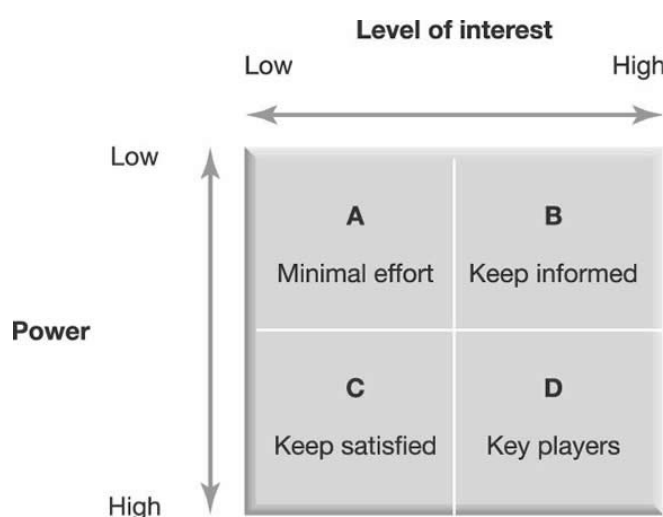 Level of interest
Low High
Low
A B
Minimal effort Keep informed
Power
C D
Keep satisfied Key players
High